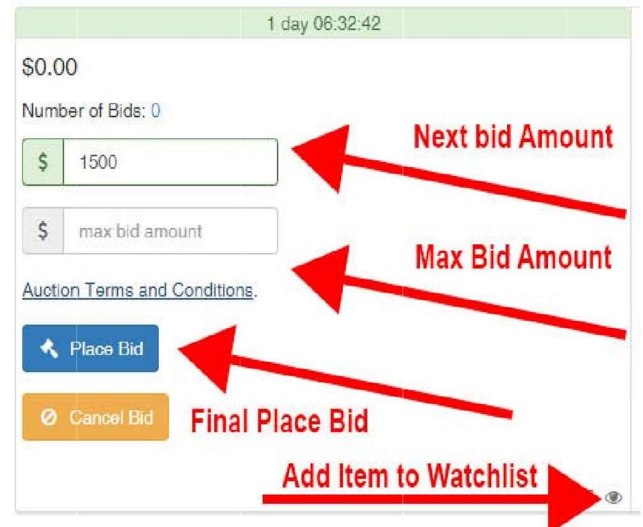 1 day 06:32:42
$0.00
Number of Bids: 0
Next bid Amount
$ 1500
$ max bid amount
Max Bid Amount
Auction Terms and Conditions.
Place Bid
Cancel Bid
Final Place Bid
Add Item to Watchlist